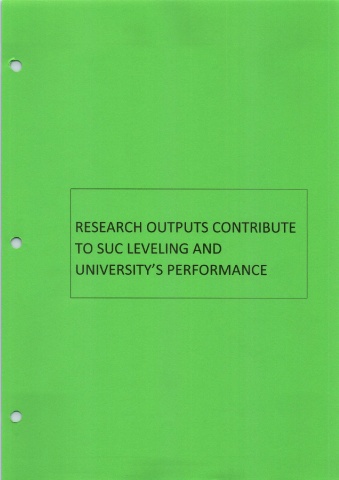 RESEARCH OUTPUTS CONTRIBUTE
TO SUC LEVELING AND
UNIVERSITY'S PERFORMANCE